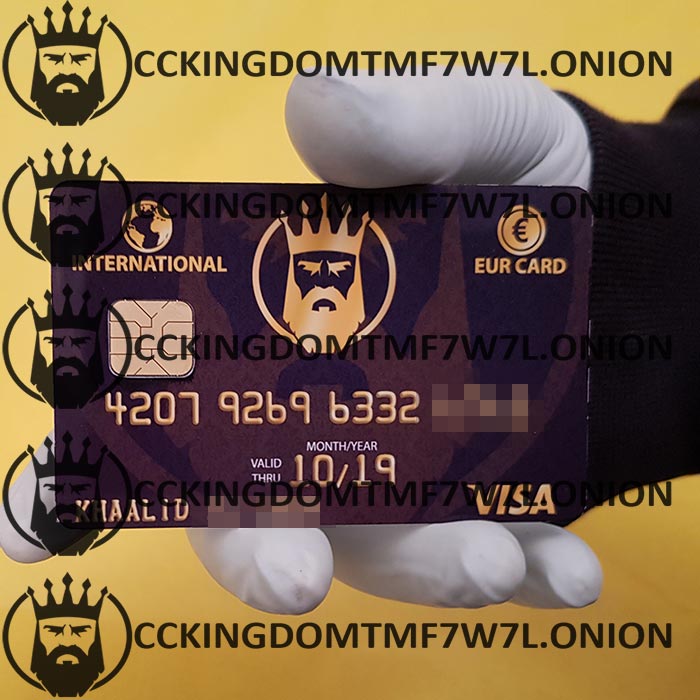 CCKINGDOMTMF7W7L.ONION
CCKINGDOMTMF7W7L.ONION
INTERNATIONAL
€
EUR CARD
CCKINGDOMTMF7W7L.ONION
4207 9269 6332
MONTH/YEAR
VALID
THRU
10/19
CCKINGDOMTMF7W7L.ONION
KHAALID
VISA
CCKINGDOMTMF7W7L.ONION